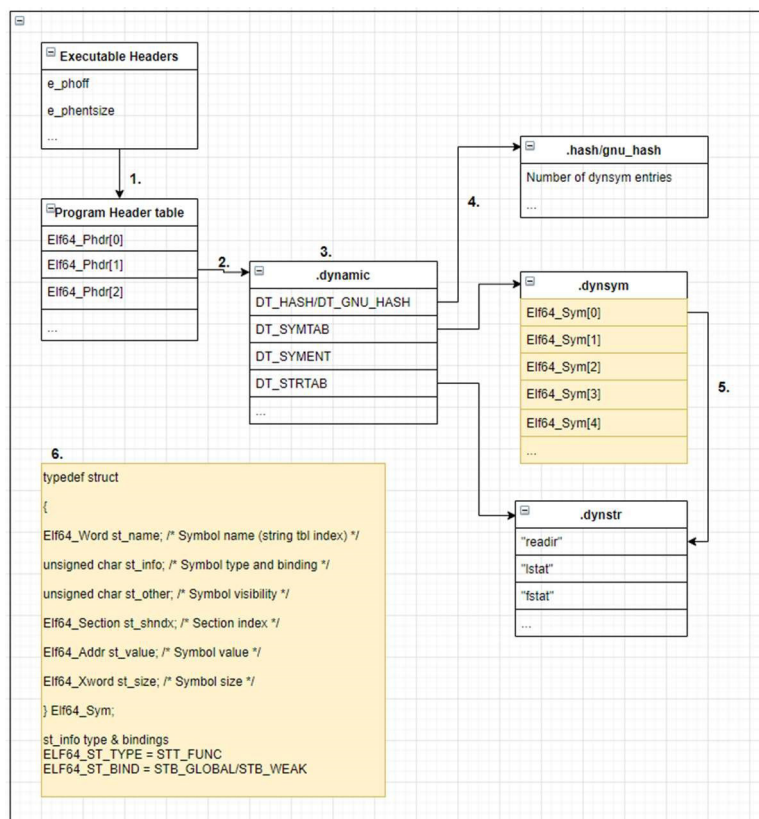 Executable Headers
e_phoff
e_phentsize
...
1.
Program Header table
Elf64_Phdr[0]
Elf64_Phdr[1]
Elf64_Phdr[2]
...
2.
3.
.dynamic
DT_HASH/DT_GNU_HASH
DT_SYMTAB
DT_SYMENT
DT_STRTAB
...
4.
.hash/gnu_hash
Number of dynsym entries
...
.dynsym
Elf64_Sym[0]
Elf64_Sym[1]
Elf64_Sym[2]
Elf64_Sym[3]
Elf64_Sym[4]
...
5.
.dynstr
"readir"
"lstat"
"fstat"
...
6.
typedef struct
{
Elf64_Word st_name; /* Symbol name (string tbl index) */
unsigned char st_info; /* Symbol type and binding */
unsigned char st_other; /* Symbol visibility */
Elf64_Section st_shndx; /* Section index */
Elf64_Addr st_value; /* Symbol value */
Elf64_Xword st_size; /* Symbol size */
} Elf64_Sym;
st_info type & bindings
ELF64_ST_TYPE = STT_FUNC
ELF64_ST_BIND = STB_GLOBAL/STB_WEAK